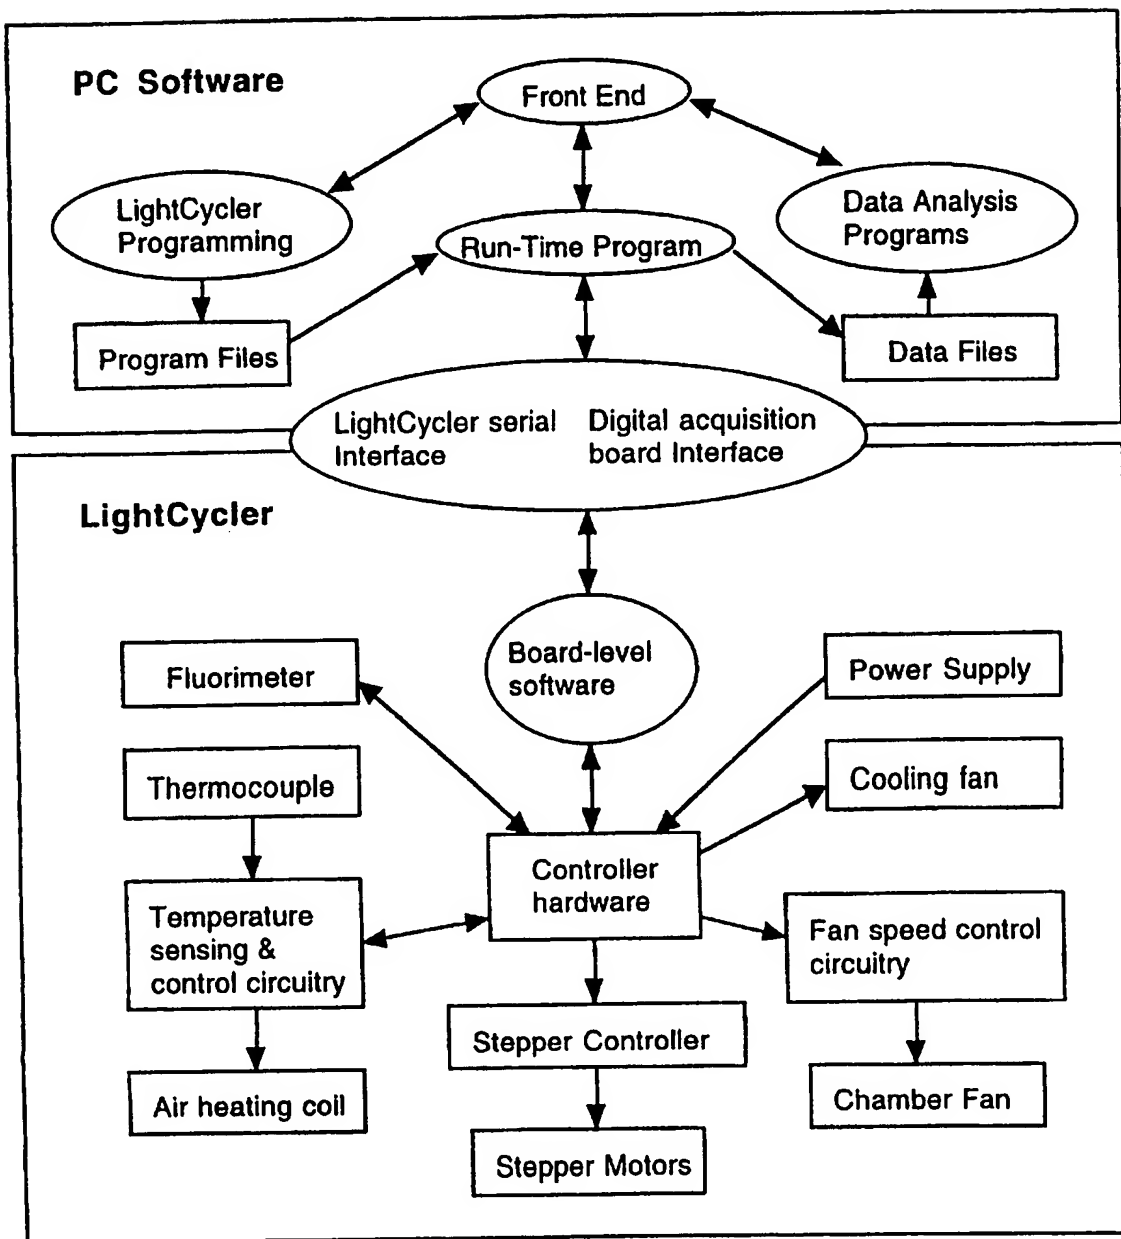 PC Software
Front End
LightCycler
Programming
Run-Time Program
Data Analysis
Programs
Program Files
Data Files
LightCycler serial
Interface
Digital acquisition
board Interface
LightCycler
Board-level
software
Fluorimeter
Power Supply
Thermocouple
Cooling fan
Controller
hardware
Temperature
sensing &
control circuitry
Fan speed control
circuitry
Stepper Controller
Air heating coil
Chamber Fan
Stepper Motors